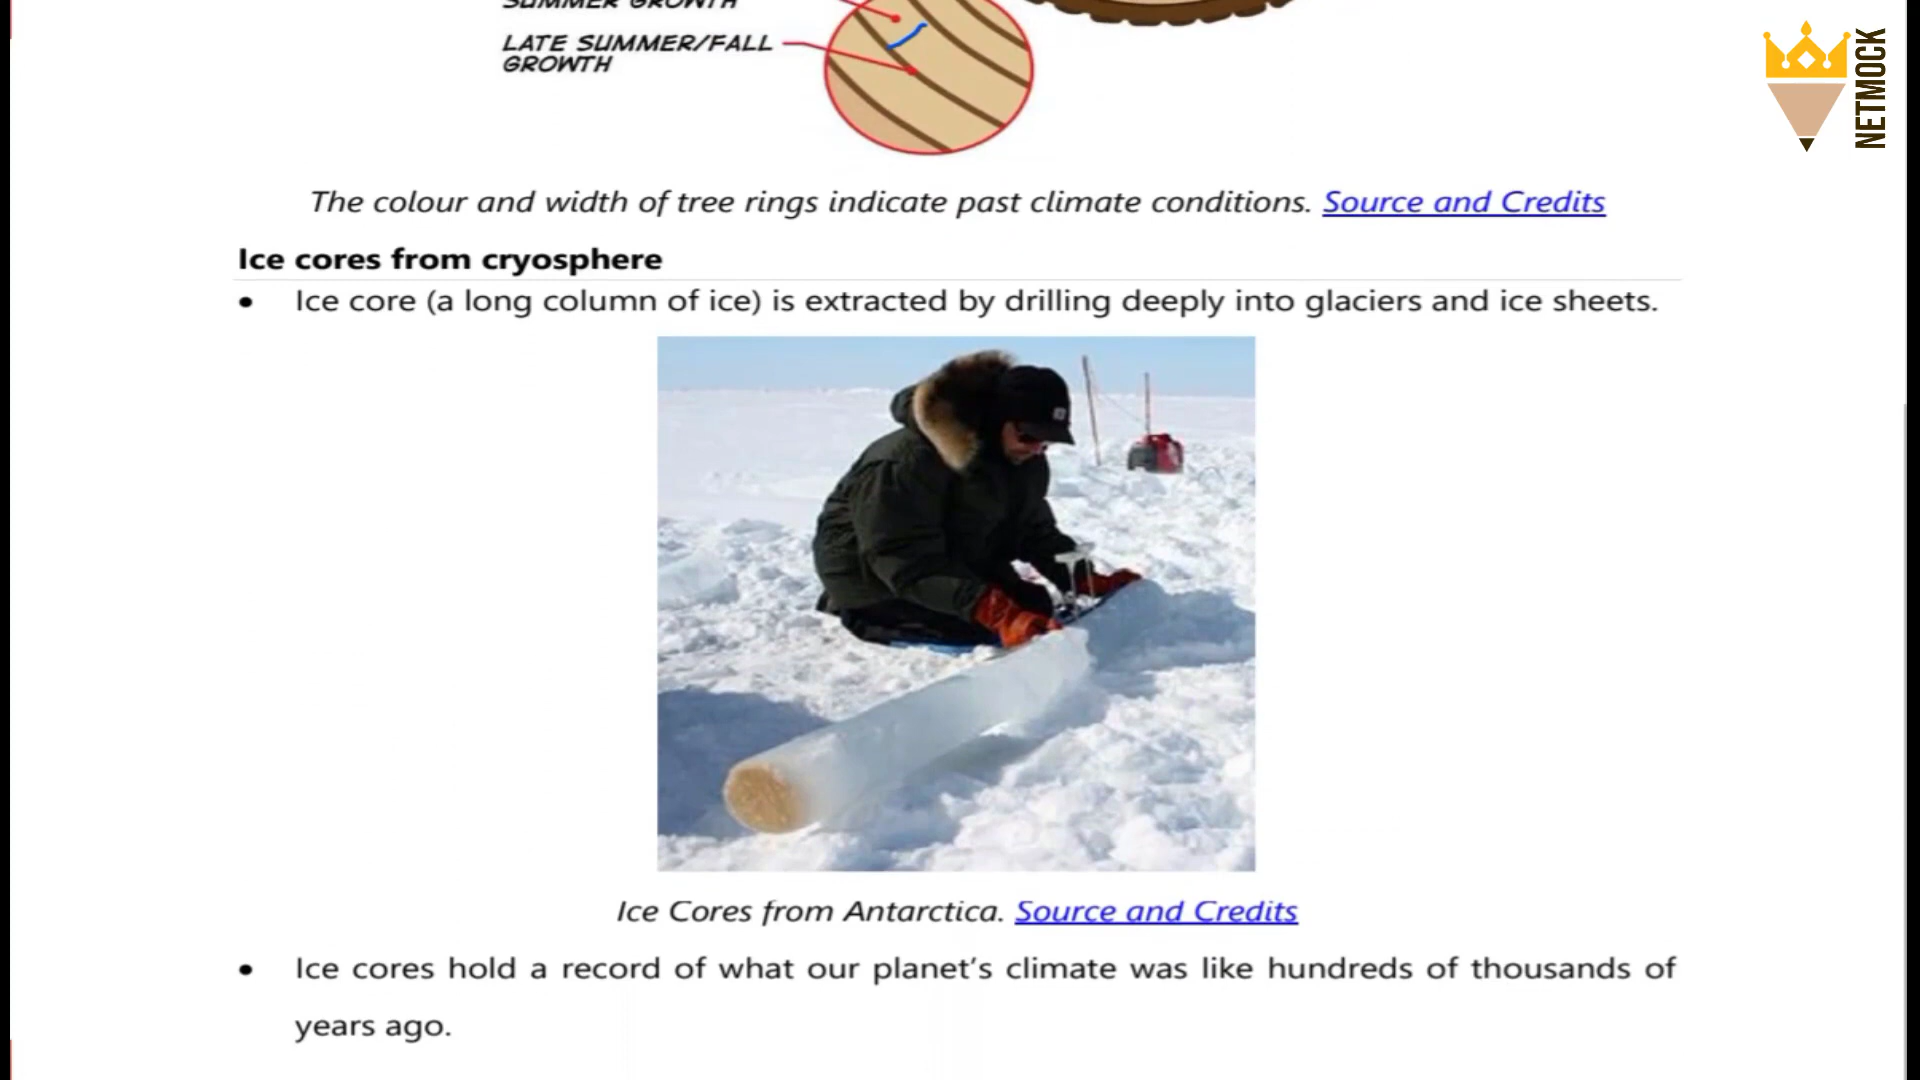 SUMMER GROWTH
LATE SUMMER/FALL
GROWTH
NETMOCK
The colour and width of tree rings indicate past climate conditions. Source and Credits
Ice cores from cryosphere
• Ice core (a long column of ice) is extracted by drilling deeply into glaciers and ice sheets.
Ice Cores from Antarctica. Source and Credits
• Ice cores hold a record of what our planet’s climate was like hundreds of thousands of
years ago.